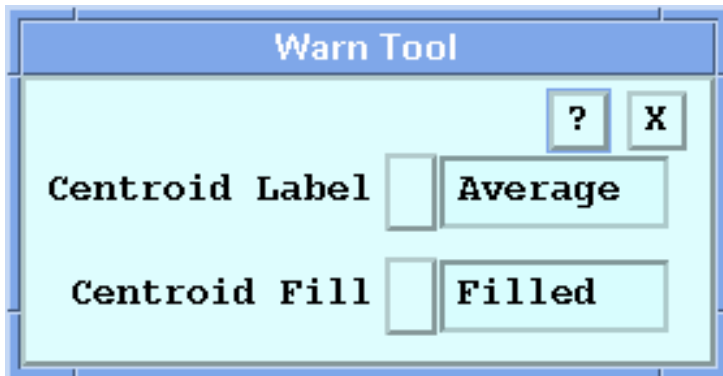 Warn Tool
? X
Centroid Label Average
Centroid Fill Filled